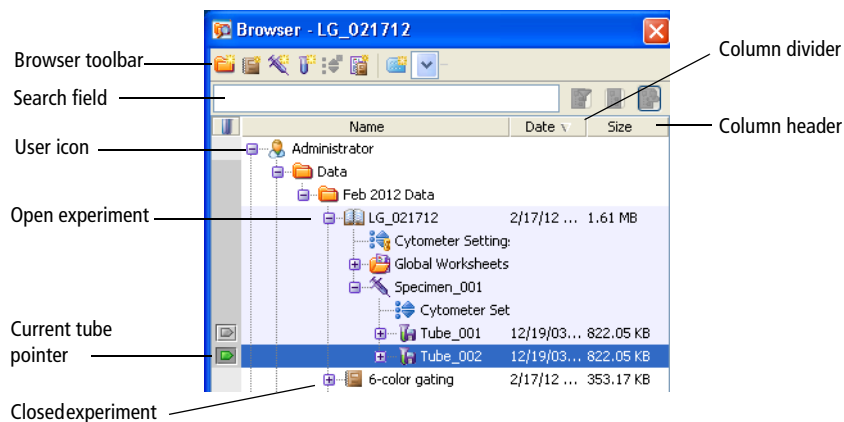 Browser - LG_021712
Browser toolbar
Column divider
Search field
Name Date Size
Column header
User icon
Administrator
Data
Feb 2012 Data
Open experiment
LG_021712 2/17/12 ... 1.61 MB
Cytometer Setting:
Global Worksheets
Specimen_001
Cytometer Set
Current tube
pointer
Tube_001 12/19/03... 822.05 KB
Tube_002 12/19/03... 822.05 KB
6-color gating 2/17/12 ... 353.17 KB
Closedexperiment